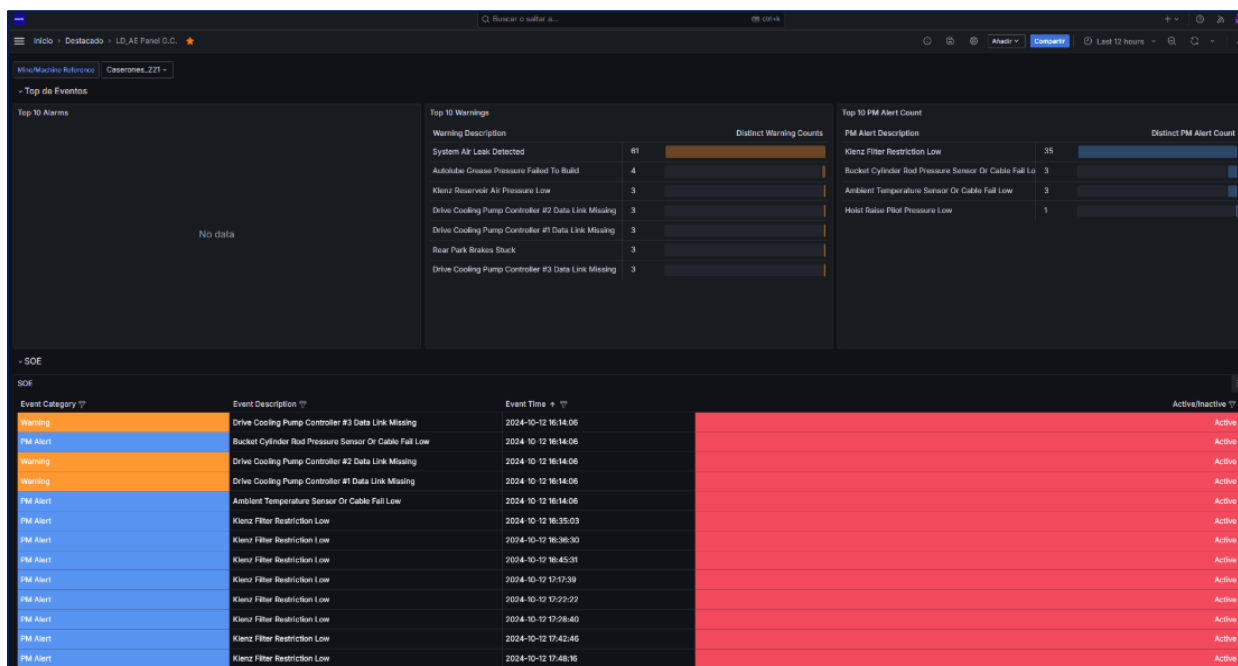 Buscar o saltar a...
ctrl+k
Inicio › Destacado › LD_AE Panel G.C.
Añadir
Compartir
Last 12 hours
Mine/Machine Reference
Caserones_221
Top de Eventos
Top 10 Alarms
No data
Top 10 Warnings
Warning Description Distinct Warning Counts
System Air Leak Detected 61
Autolube Grease Pressure Failed To Build 4
Klenz Reservoir Air Pressure Low 3
Drive Cooling Pump Controller #2 Data Link Missing 3
Drive Cooling Pump Controller #1 Data Link Missing 3
Rear Park Brakes Stuck 3
Drive Cooling Pump Controller #3 Data Link Missing 3
Top 10 PM Alert Count
PM Alert Description Distinct PM Alert Count
Klenz Filter Restriction Low 35
Bucket Cylinder Rod Pressure Sensor Or Cable Fail Lo 3
Ambient Temperature Sensor Or Cable Fail Low 3
Hoist Raise Pilot Pressure Low 1
SOE
SOE
Event Category Event Description Event Time Active/Inactive
Warning Drive Cooling Pump Controller #3 Data Link Missing 2024-10-12 16:14:06 Active
PM Alert Bucket Cylinder Rod Pressure Sensor Or Cable Fail Low 2024-10-12 16:14:06 Active
Warning Drive Cooling Pump Controller #2 Data Link Missing 2024-10-12 16:14:06 Active
Warning Drive Cooling Pump Controller #1 Data Link Missing 2024-10-12 16:14:06 Active
PM Alert Ambient Temperature Sensor Or Cable Fail Low 2024-10-12 16:14:06 Active
PM Alert Klenz Filter Restriction Low 2024-10-12 16:35:03 Active
PM Alert Klenz Filter Restriction Low 2024-10-12 16:36:30 Active
PM Alert Klenz Filter Restriction Low 2024-10-12 16:45:31 Active
PM Alert Klenz Filter Restriction Low 2024-10-12 17:17:39 Active
PM Alert Klenz Filter Restriction Low 2024-10-12 17:22:22 Active
PM Alert Klenz Filter Restriction Low 2024-10-12 17:28:40 Active
PM Alert Klenz Filter Restriction Low 2024-10-12 17:42:46 Active
PM Alert Klenz Filter Restriction Low 2024-10-12 17:48:16 Active